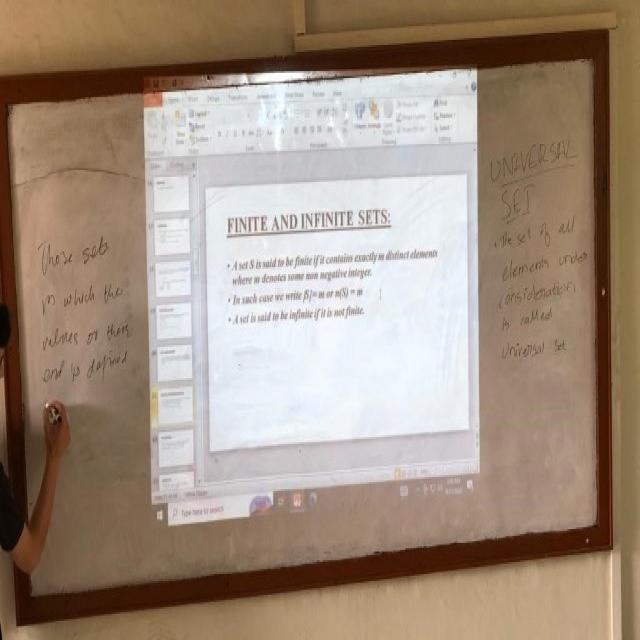 Those sets
in which the
values or there
end is defined
FINITE AND INFINITE SETS:
• A set S is said to be finite if it contains exactly m distinct elements
where m denotes some non negative integer.
• In such case we write |S|= m or n(S) = m
• A set is said to be infinite if it is not finite.
Type here to search
UNIVERSAL
SET
the set of all
elements under
consideration
is called
universal set